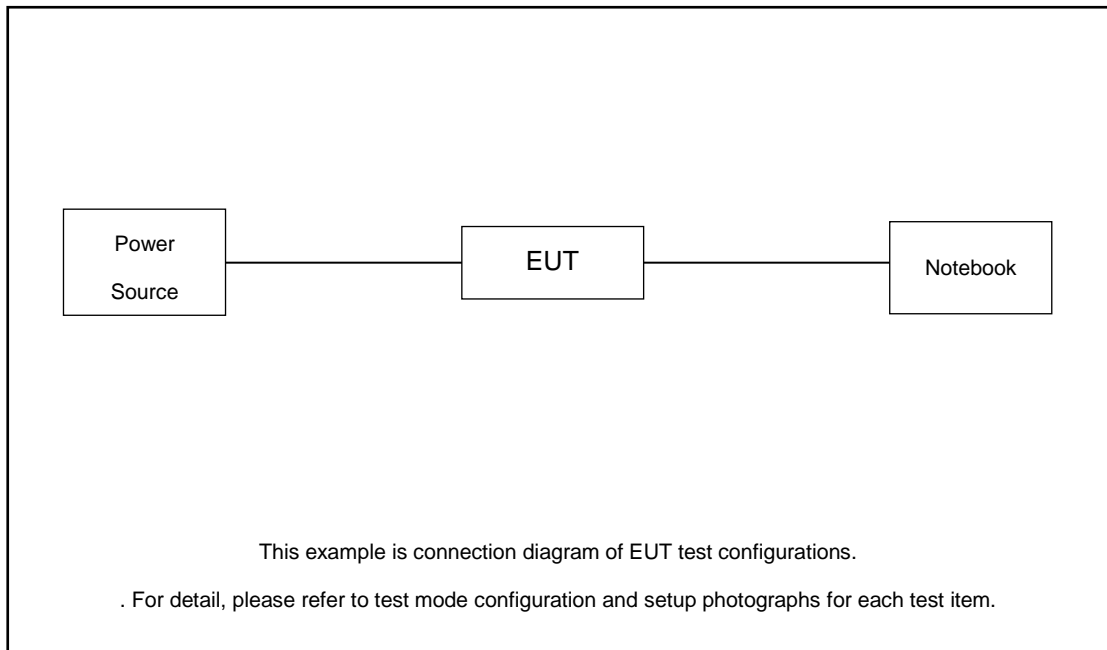 Power
Source
EUT
Notebook
This example is connection diagram of EUT test configurations.
. For detail, please refer to test mode configuration and setup photographs for each test item.